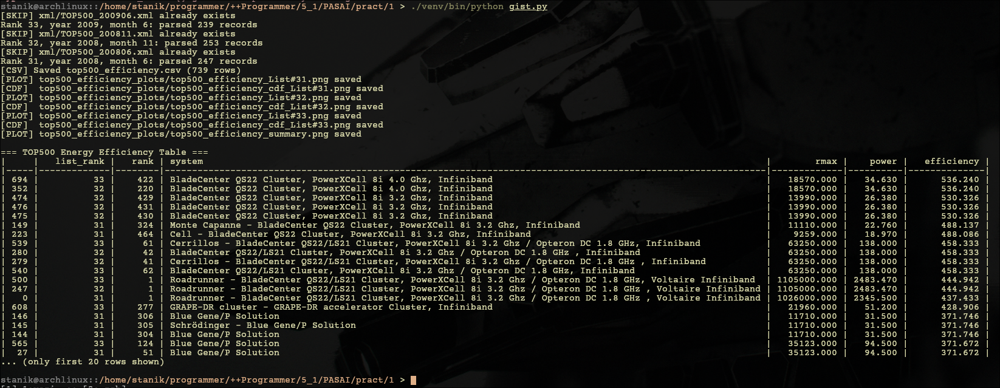 stanik@archlinux::/home/stanik/programmer/++Programmer/5_1/PASAI/pract/1 > ./venv/bin/python gist.py
[SKIP] xml/TOP500_200906.xml already exists
Rank 33, year 2009, month 6: parsed 239 records
[SKIP] xml/TOP500_200811.xml already exists
Rank 32, year 2008, month 11: parsed 253 records
[SKIP] xml/TOP500_200806.xml already exists
Rank 31, year 2008, month 6: parsed 247 records
[CSV] Saved top500_efficiency.csv (739 rows)
[PLOT] top500_efficiency_plots/top500_efficiency_List#31.png saved
[CDF]  top500_efficiency_plots/top500_efficiency_cdf_List#31.png saved
[PLOT] top500_efficiency_plots/top500_efficiency_List#32.png saved
[CDF]  top500_efficiency_plots/top500_efficiency_cdf_List#32.png saved
[PLOT] top500_efficiency_plots/top500_efficiency_List#33.png saved
[CDF]  top500_efficiency_plots/top500_efficiency_cdf_List#33.png saved
[PLOT] top500_efficiency_plots/top500_efficiency_summary.png saved
=== TOP500 Energy Efficiency Table ===
|     |   list_rank |   rank | system | rmax | power | efficiency |
|-----|-------------|--------|--------|------|-------|------------|
| 694 | 33 | 422 | BladeCenter QS22 Cluster, PowerXCell 8i 4.0 Ghz, Infiniband | 18570.000 | 34.630 | 536.240 |
| 352 | 32 | 220 | BladeCenter QS22 Cluster, PowerXCell 8i 4.0 Ghz, Infiniband | 18570.000 | 34.630 | 536.240 |
| 474 | 32 | 429 | BladeCenter QS22 Cluster, PowerXCell 8i 3.2 Ghz, Infiniband | 13990.000 | 26.380 | 530.326 |
| 476 | 32 | 431 | BladeCenter QS22 Cluster, PowerXCell 8i 3.2 Ghz, Infiniband | 13990.000 | 26.380 | 530.326 |
| 475 | 32 | 430 | BladeCenter QS22 Cluster, PowerXCell 8i 3.2 Ghz, Infiniband | 13990.000 | 26.380 | 530.326 |
| 149 | 31 | 324 | Monte Capanne - BladeCenter QS22 Cluster, PowerXCell 8i 3.2 Ghz, Infiniband | 11110.000 | 22.760 | 488.137 |
| 223 | 31 | 464 | Cell - BladeCenter QS22 Cluster, PowerXCell 8i 3.2 Ghz, Infiniband | 9259.000 | 18.970 | 488.086 |
| 539 | 33 | 61 | Cerrillos - BladeCenter QS22/LS21 Cluster, PowerXCell 8i 3.2 Ghz / Opteron DC 1.8 GHz, Infiniband | 63250.000 | 138.000 | 458.333 |
| 280 | 32 | 42 | BladeCenter QS22/LS21 Cluster, PowerXCell 8i 3.2 Ghz / Opteron DC 1.8 GHz , Infiniband | 63250.000 | 138.000 | 458.333 |
| 279 | 32 | 41 | Cerrillos - BladeCenter QS22/LS21 Cluster, PowerXCell 8i 3.2 Ghz / Opteron DC 1.8 GHz , Infiniband | 63250.000 | 138.000 | 458.333 |
| 540 | 33 | 62 | BladeCenter QS22/LS21 Cluster, PowerXCell 8i 3.2 Ghz / Opteron DC 1.8 GHz, Infiniband | 63250.000 | 138.000 | 458.333 |
| 500 | 33 | 1 | Roadrunner - BladeCenter QS22/LS21 Cluster, PowerXCell 8i 3.2 Ghz / Opteron DC 1.8 GHz, Voltaire Infiniband | 1105000.000 | 2483.470 | 444.942 |
| 247 | 32 | 1 | Roadrunner - BladeCenter QS22/LS21 Cluster, PowerXCell 8i 3.2 Ghz / Opteron DC 1.8 GHz , Voltaire Infiniband | 1105000.000 | 2483.470 | 444.942 |
| 0 | 31 | 1 | Roadrunner - BladeCenter QS22/LS21 Cluster, PowerXCell 8i 3.2 Ghz / Opteron DC 1.8 GHz , Voltaire Infiniband | 1026000.000 | 2345.500 | 437.433 |
| 608 | 33 | 277 | GRAPE-DR cluster - GRAPE-DR accelerator Cluster, Infiniband | 21960.000 | 51.200 | 428.906 |
| 146 | 31 | 306 | Blue Gene/P Solution | 11710.000 | 31.500 | 371.746 |
| 145 | 31 | 305 | Schrödinger - Blue Gene/P Solution | 11710.000 | 31.500 | 371.746 |
| 144 | 31 | 304 | Blue Gene/P Solution | 11710.000 | 31.500 | 371.746 |
| 565 | 33 | 124 | Blue Gene/P Solution | 35123.000 | 94.500 | 371.672 |
| 27 | 31 | 51 | Blue Gene/P Solution | 35123.000 | 94.500 | 371.672 |
... (only first 20 rows shown)
stanik@archlinux::/home/stanik/programmer/++Programmer/5_1/PASAI/pract/1 >